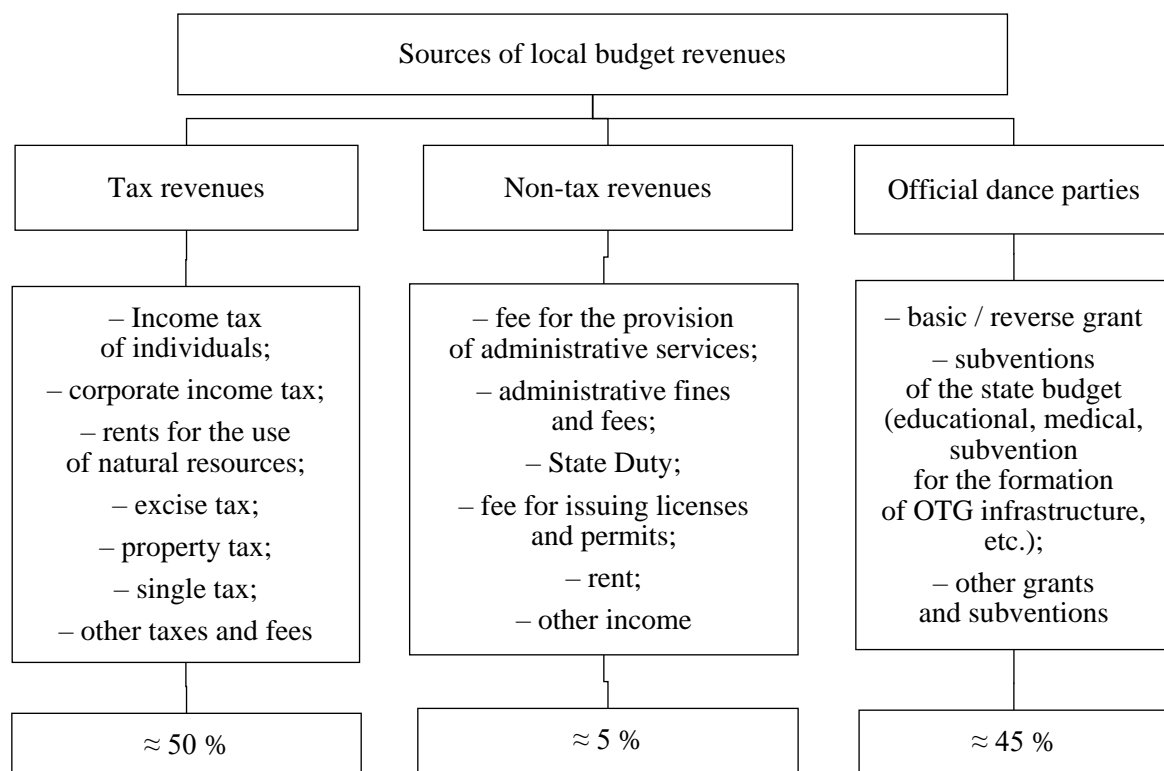 Sources of local budget revenues
Tax revenues
Non-tax revenues
Official dance parties
– Income tax
of individuals;
– corporate income tax;
– rents for the use
of natural resources;
– excise tax;
– property tax;
– single tax;
– other taxes and fees
– fee for the provision
of administrative services;
– administrative fines
and fees;
– State Duty;
– fee for issuing licenses
and permits;
– rent;
– other income
– basic / reverse grant
– subventions
of the state budget
(educational, medical,
subvention
for the formation
of OTG infrastructure,
etc.);
– other grants
and subventions
≈ 50 %
≈ 5 %
≈ 45 %